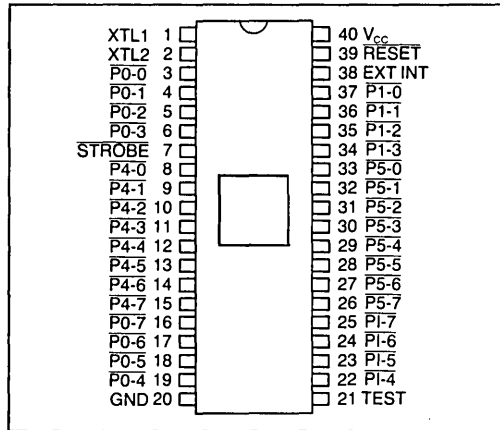 XTL1 1 40 VCC
XTL2 2 39 RESET
P0-0 3 38 EXT INT
P0-1 4 37 P1-0
P0-2 5 36 P1-1
P0-3 6 35 P1-2
STROBE 7 34 P1-3
P4-0 8 33 P5-0
P4-1 9 32 P5-1
P4-2 10 31 P5-2
P4-3 11 30 P5-3
P4-4 12 29 P5-4
P4-5 13 28 P5-5
P4-6 14 27 P5-6
P4-7 15 26 P5-7
P0-7 16 25 PI-7
P0-6 17 24 PI-6
P0-5 18 23 PI-5
P0-4 19 22 PI-4
GND 20 21 TEST